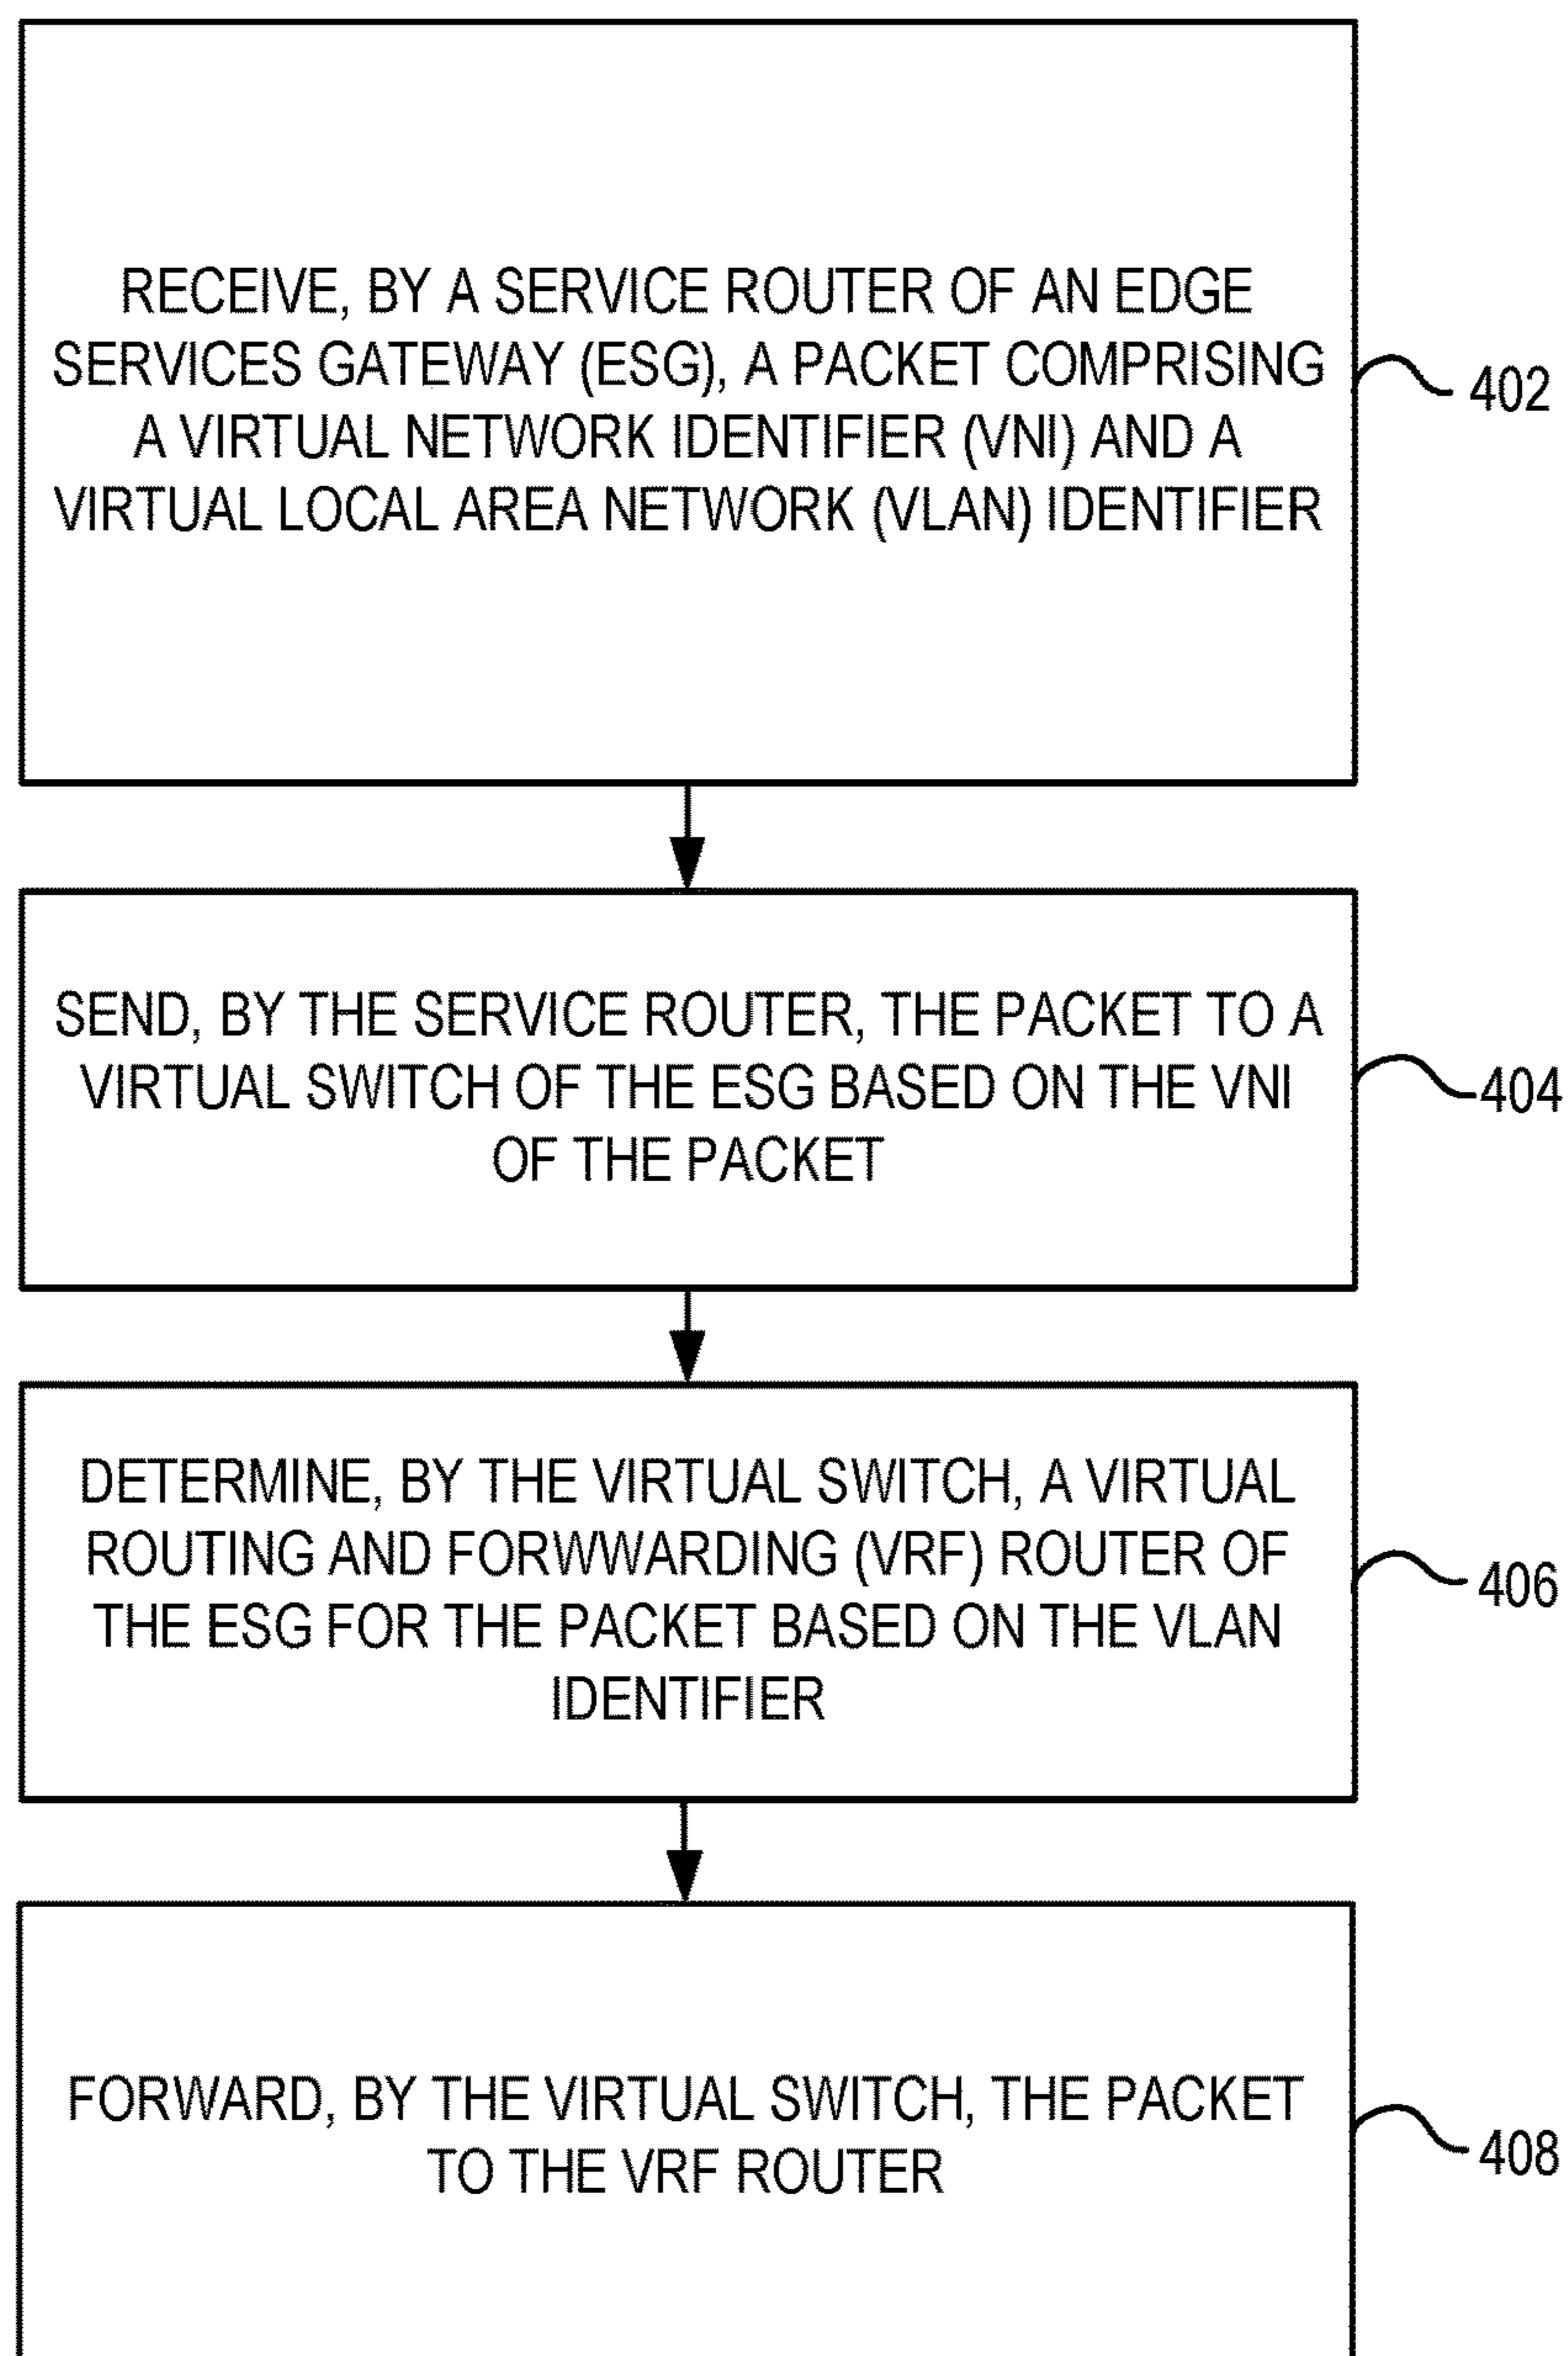 RECEIVE, BY A SERVICE ROUTER OF AN EDGE
SERVICES GATEWAY (ESG), A PACKET COMPRISING
A VIRTUAL NETWORK IDENTIFIER (VNI) AND A
VIRTUAL LOCAL AREA NETWORK (VLAN) IDENTIFIER
402
SEND, BY THE SERVICE ROUTER, THE PACKET TO A
VIRTUAL SWITCH OF THE ESG BASED ON THE VNI
OF THE PACKET
404
DETERMINE, BY THE VIRTUAL SWITCH, A VIRTUAL
ROUTING AND FORWWARDING (VRF) ROUTER OF
THE ESG FOR THE PACKET BASED ON THE VLAN
IDENTIFIER
406
FORWARD, BY THE VIRTUAL SWITCH, THE PACKET
TO THE VRF ROUTER
408